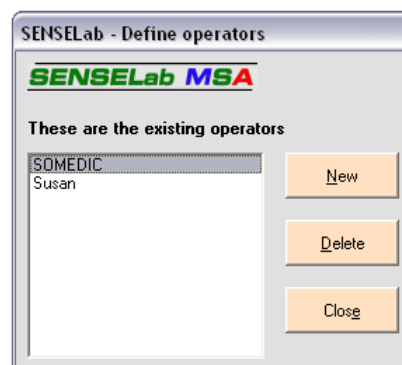 SENSELab - Define operators
SENSELab MSA
These are the existing operators
SOMEDIC
Susan
New
Delete
Close